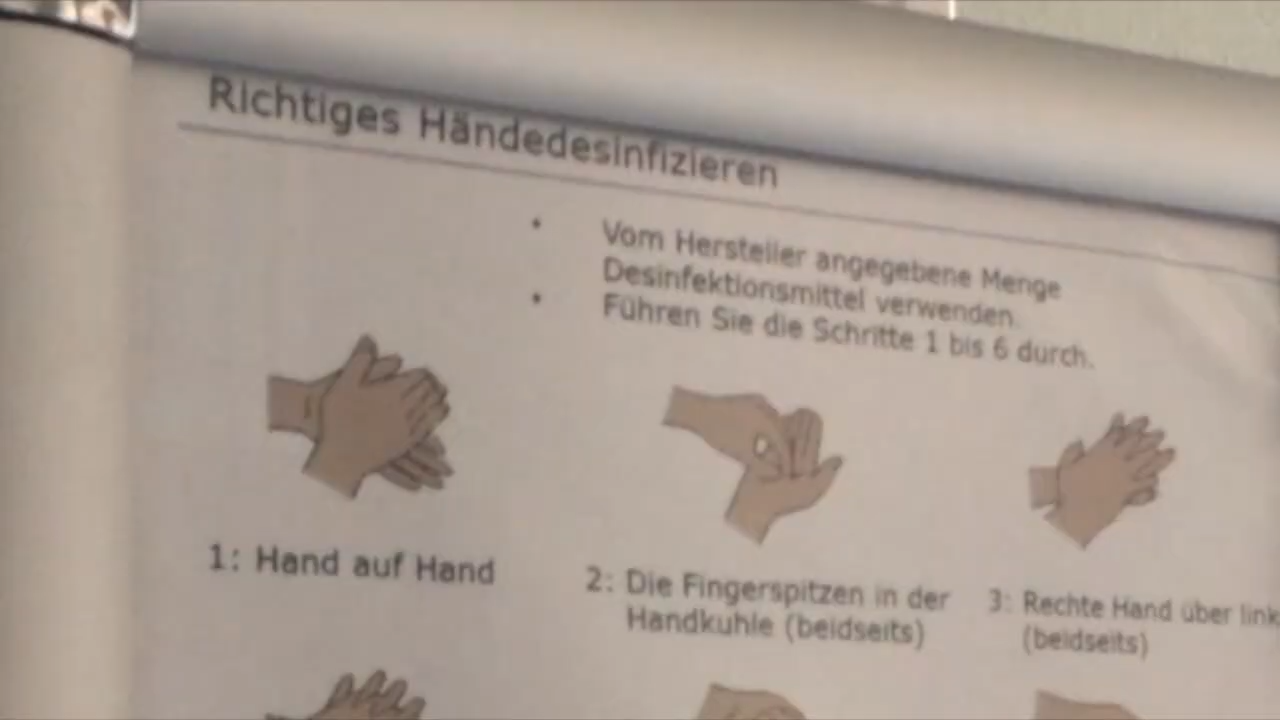 Richtiges Händedesinfizieren
• Vom Hersteller angegebene Menge
Desinfektionsmittel verwenden.
• Führen Sie die Schritte 1 bis 6 durch.
1: Hand auf Hand
2: Die Fingerspitzen in der
Handkuhle (beidseits)
3: Rechte Hand über link
(beidseits)